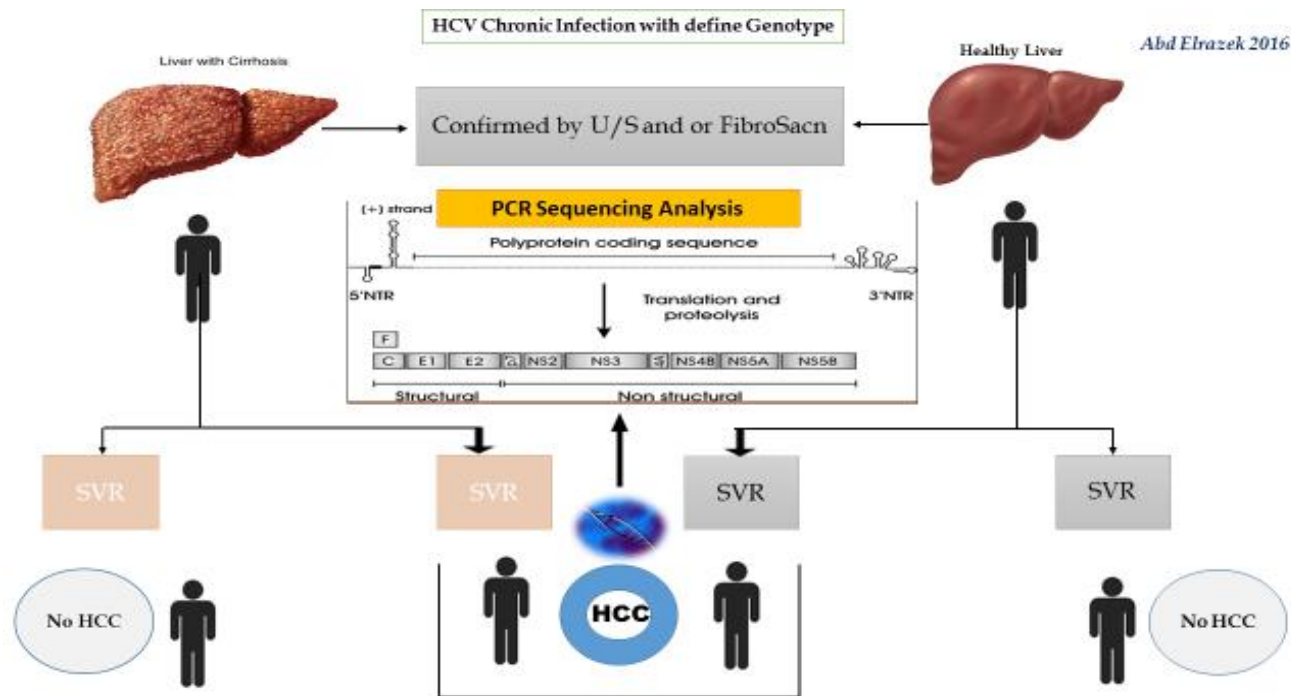 HCV Chronic Infection with define Genotype
Abd Elrazek 2016
Liver with Cirrhosis
Healthy Liver
Confirmed by U/S and or FibroSacn
PCR Sequencing Analysis
(+) strand
Polyprotein coding sequence
5'NTR
3'NTR
Translation and
proteolysis
F
C E1 E2 NS2 NS3 NS4B NS5A NS5B
Structural Non structural
SVR SVR SVR SVR
No HCC HCC No HCC